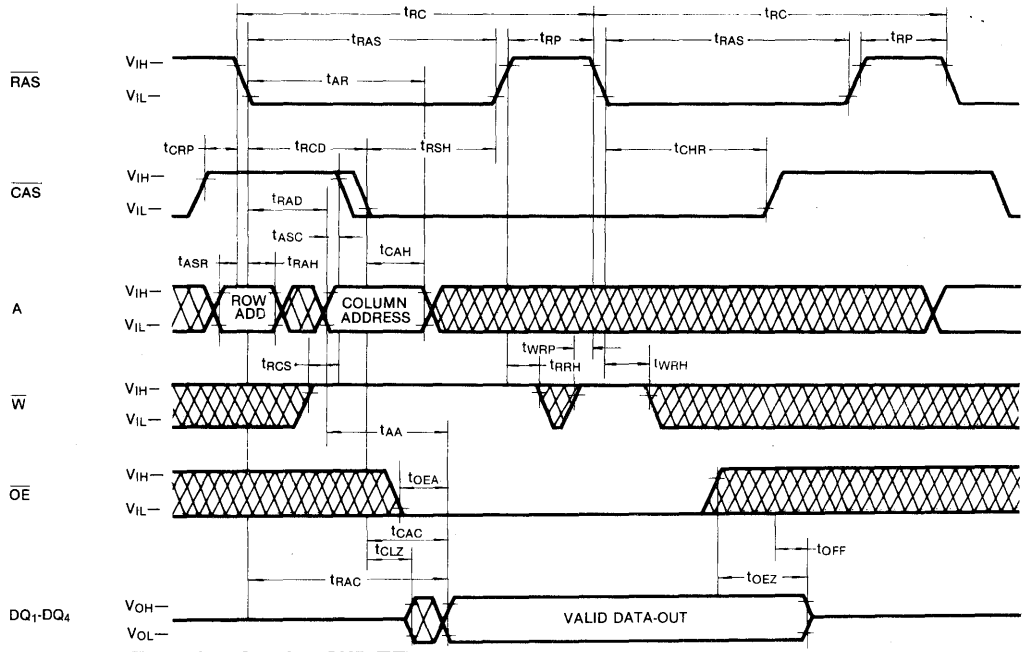 tRC tRC
tRAS tRP tRAS tRP
RAS VIH VIL tAR
tCRP tRCD tRSH tCHR
CAS VIH VIL tRAD
tASC tCAH
tASR tRAH
A VIH VIL ROW ADD COLUMN ADDRESS
tWRP tRRH tWRH
tRCS
W VIH VIL
tAA
OE VIH VIL tOEA
tCAC
tCLZ tOFF
tRAC tOEZ
DQ1-DQ4 VOH VOL VALID DATA-OUT